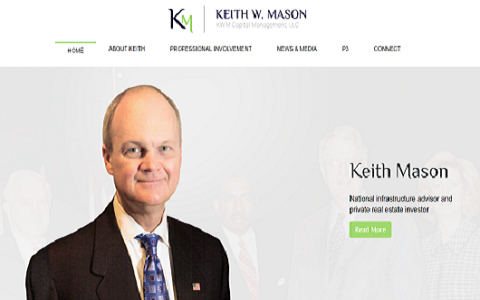 KM
KEITH W. MASON
KWM Capital Management, LLC
HOME ABOUT KEITH PROFESSIONAL INVOLVEMENT NEWS & MEDIA P3 CONNECT
Keith Mason
National infrastructure advisor and
private real estate investor
Read More